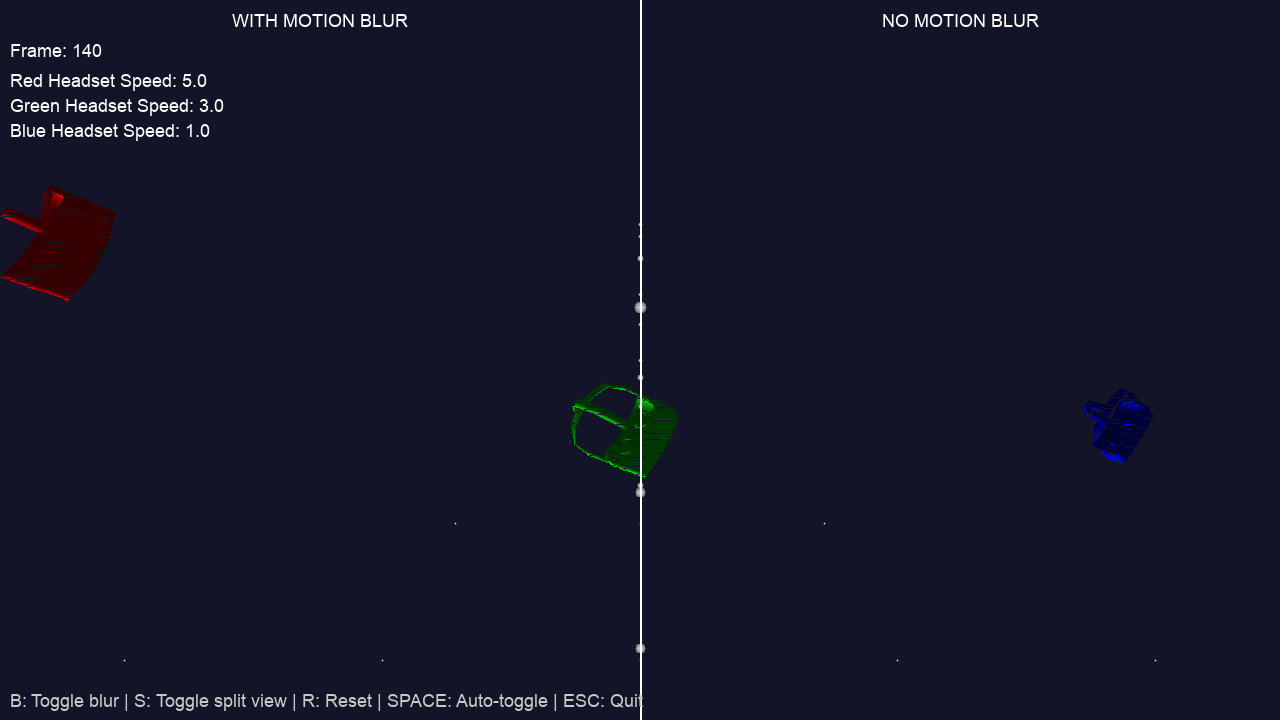 WITH MOTION BLUR
NO MOTION BLUR
Frame: 140
Red Headset Speed: 5.0
Green Headset Speed: 3.0
Blue Headset Speed: 1.0
B: Toggle blur | S: Toggle split view | R: Reset | SPACE: Auto-toggle | ESC: Quit